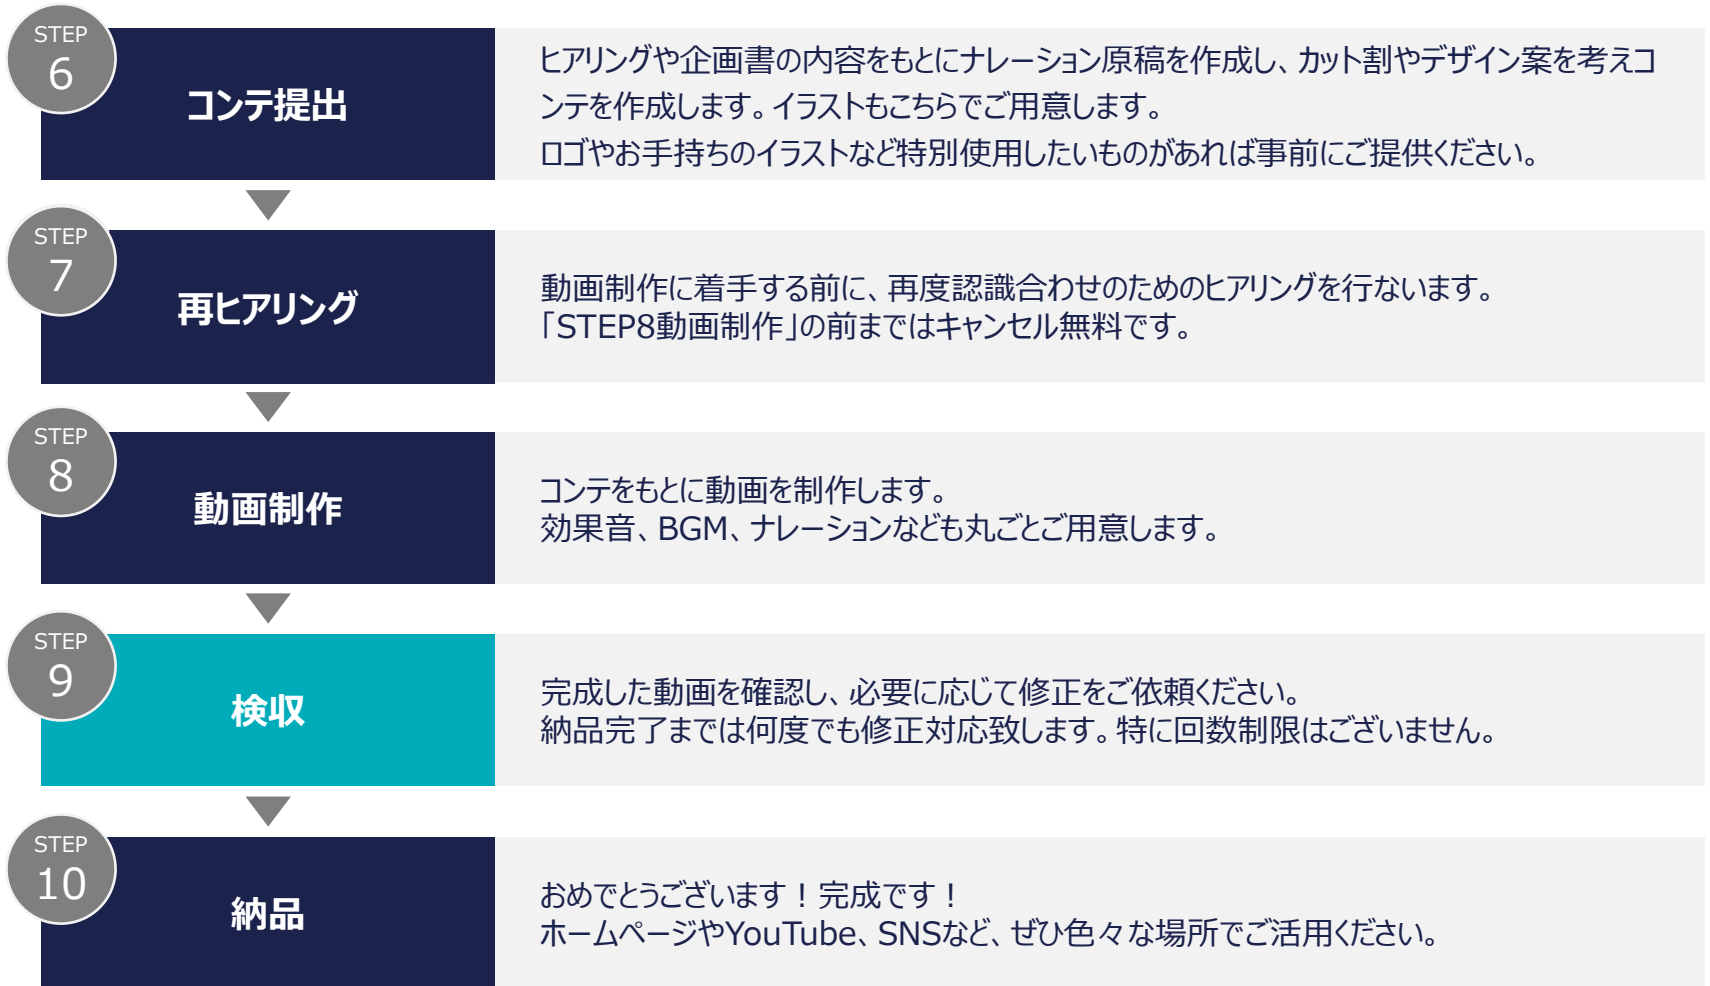 STEP
6
コンテ提出
ヒアリングや企画書の内容をもとにナレーション原稿を作成し、カット割やデザイン案を考えコ
ンテを作成します。イラストもこちらでご用意します。
ロゴやお手持ちのイラストなど特別使用したいものがあれば事前にご提供ください。
STEP
7
再ヒアリング
動画制作に着手する前に、再度認識合わせのためのヒアリングを行ないます。
「STEP8動画制作」の前まではキャンセル無料です。
STEP
8
動画制作
コンテをもとに動画を制作します。
効果音、BGM、ナレーションなども丸ごとご用意します。
STEP
9
検収
完成した動画を確認し、必要に応じて修正をご依頼ください。
納品完了までは何度でも修正対応致します。特に回数制限はございません。
STEP
10
納品
おめでとうございます！完成です！
ホームページやYouTube、SNSなど、ぜひ色々な場所でご活用ください。